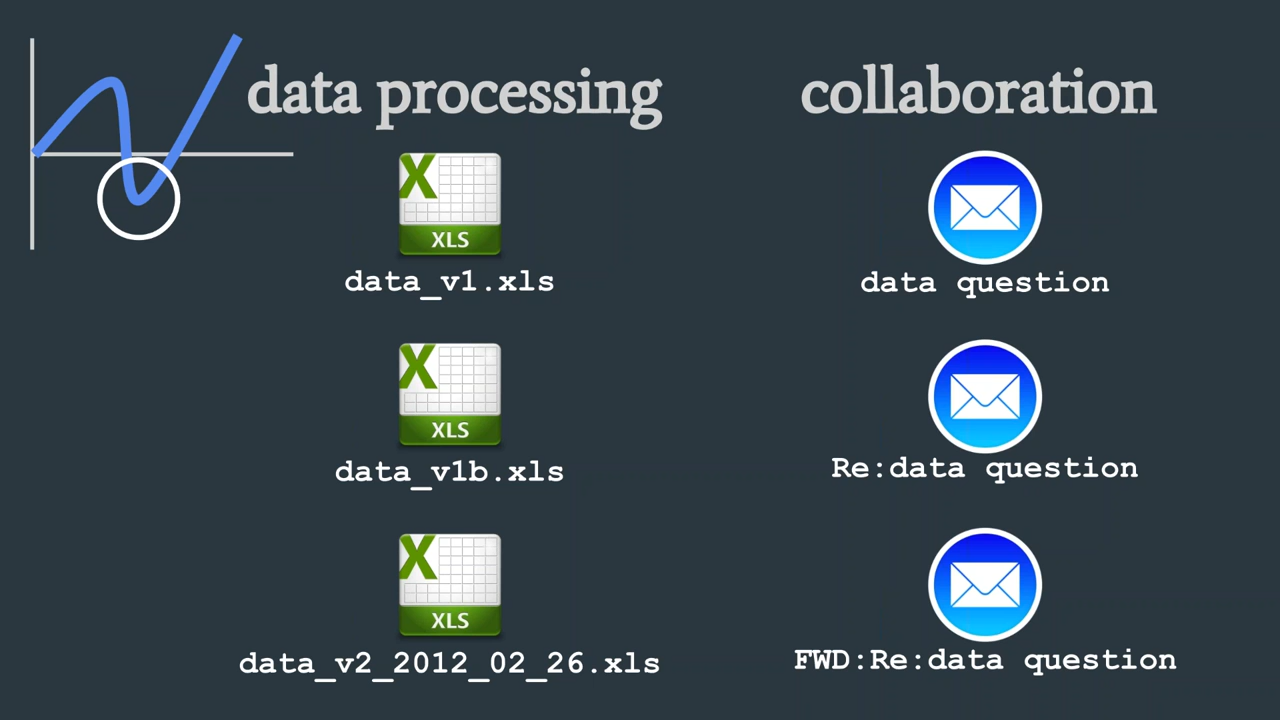 data processing
collaboration
XLS
data_v1.xls
data question
XLS
data_v1b.xls
Re:data question
XLS
data_v2_2012_02_26.xls
FWD:Re:data question